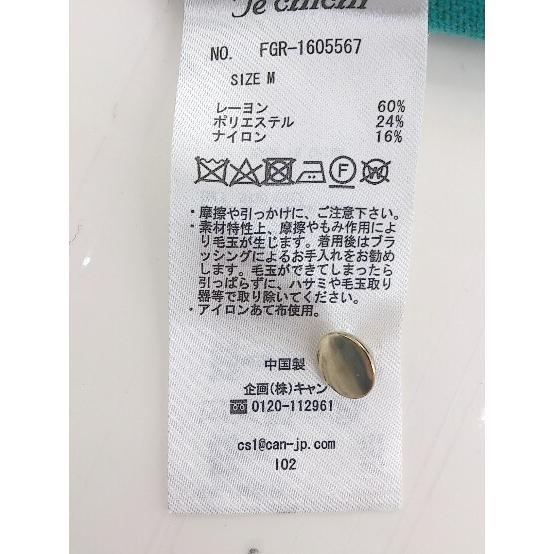 NO. FGR-1605567
SIZE M
レーヨン 60%
ポリエステル 24%
ナイロン 16%
F W
・摩擦や引っかけに、ご注意下さい。
・素材特性上、摩擦やもみ作用によ
り毛玉が生じます。着用後はブラ
ッシングによるお手入れをお勧め
します。毛玉ができてしまったら
引っぱらずに、ハサミや毛玉取り
器等で取り除いてください。
・アイロンあて布使用。
中国製
企画(株)キャン
0120-112961
cs1@can-jp.com
I02